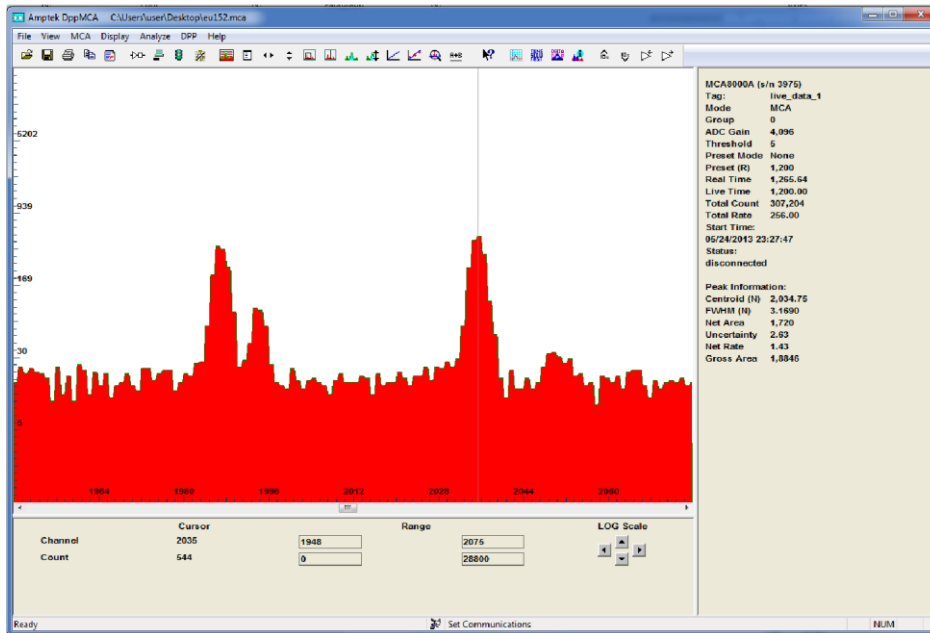 Amptek DppMCA C:\Users\user\Desktop\eu152.mca
File View MCA Display Analyze DPP Help
MCA8000A (s/n 3975)
Tag: live_data_1
Mode MCA
Group 0
ADC Gain 4,096
Threshold 5
Preset Mode None
Preset (R) 1,200
Real Time 1,265.64
Live Time 1,200.00
Total Count 307,204
Total Rate 256.00
Start Time:
05/24/2013 23:27:47
Status:
disconnected
Peak Information:
Centroid (N) 2,034.75
FWHM (N) 3.1690
Net Area 1,720
Uncertainty 2.63
Net Rate 1.43
Gross Area 1,8846
5202
939
169
30
5
1964 1980 1996 2012 2028 2044 2060
Cursor Range LOG Scale
Channel 2035 1948 2075
Count 544 0 28800
Ready Set Communications NUM